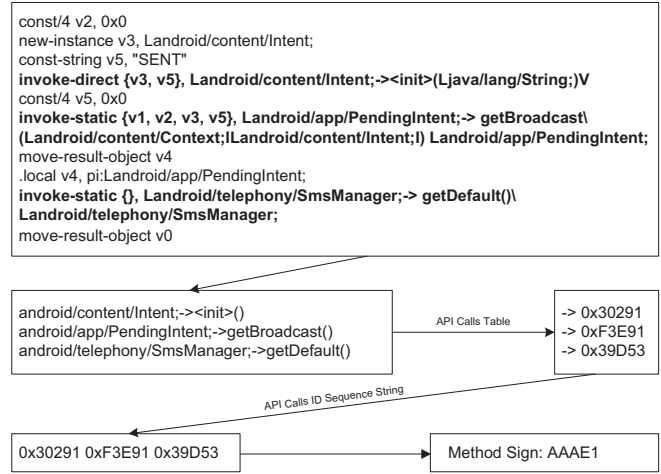 const/4 v2, 0x0
new-instance v3, Landroid/content/Intent;
const-string v5, "SENT"
invoke-direct {v3, v5}, Landroid/content/Intent;-><init>(Ljava/lang/String;)V
const/4 v5, 0x0
invoke-static {v1, v2, v3, v5}, Landroid/app/PendingIntent;-> getBroadcast\
(Landroid/content/Context;ILandroid/content/Intent;I) Landroid/app/PendingIntent;
move-result-object v4
.local v4, pi:Landroid/app/PendingIntent;
invoke-static {}, Landroid/telephony/SmsManager;-> getDefault()\
Landroid/telephony/SmsManager;
move-result-object v0
android/content/Intent;-><init>()
android/app/PendingIntent;->getBroadcast()
android/telephony/SmsManager;->getDefault()
API Calls Table
-> 0x30291
-> 0xF3E91
-> 0x39D53
API Calls ID Sequence String
0x30291 0xF3E91 0x39D53
Method Sign: AAAE1